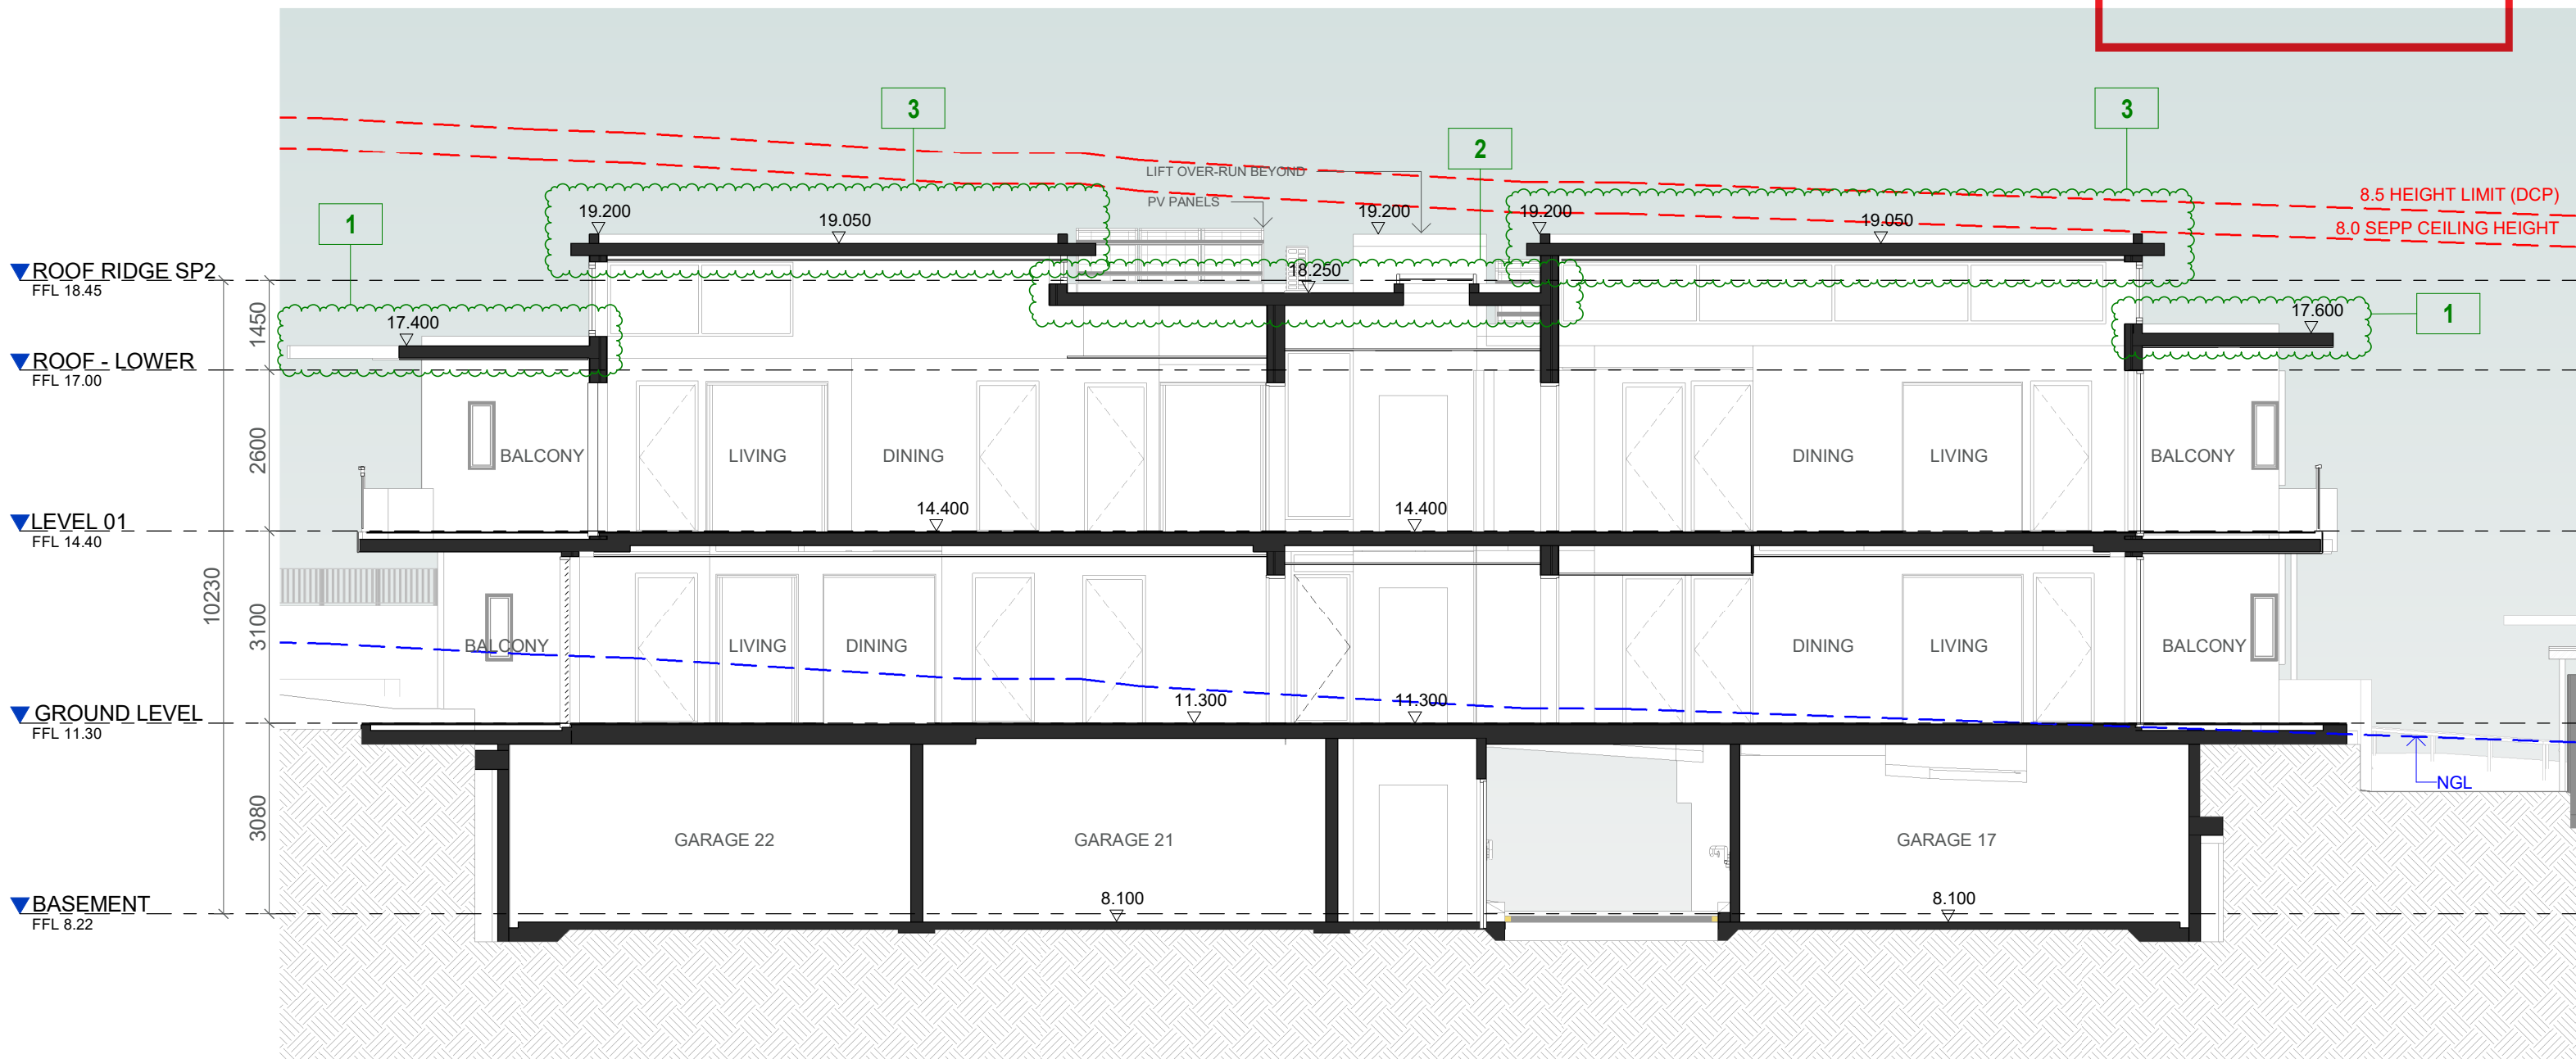 3
3
2
LIFT OVER-RUN BEYOND
8.5 HEIGHT LIMIT (DCP)
PV PANELS
1
19.200
19.050
19.200
19.200
19.050
8.0 SEPP CEILING HEIGHT
ROOF RIDGE SP2
FFL 18.45
18.250
1450
17.400
17.600
1
ROOF - LOWER
FFL 17.00
2600
BALCONY
LIVING
DINING
DINING
LIVING
BALCONY
14.400
14.400
LEVEL 01
FFL 14.40
10230
3100
BALCONY
LIVING
DINING
DINING
LIVING
BALCONY
11.300
11.300
GROUND LEVEL
FFL 11.30
NGL
3080
GARAGE 22
GARAGE 21
GARAGE 17
8.100
8.100
BASEMENT
FFL 8.22